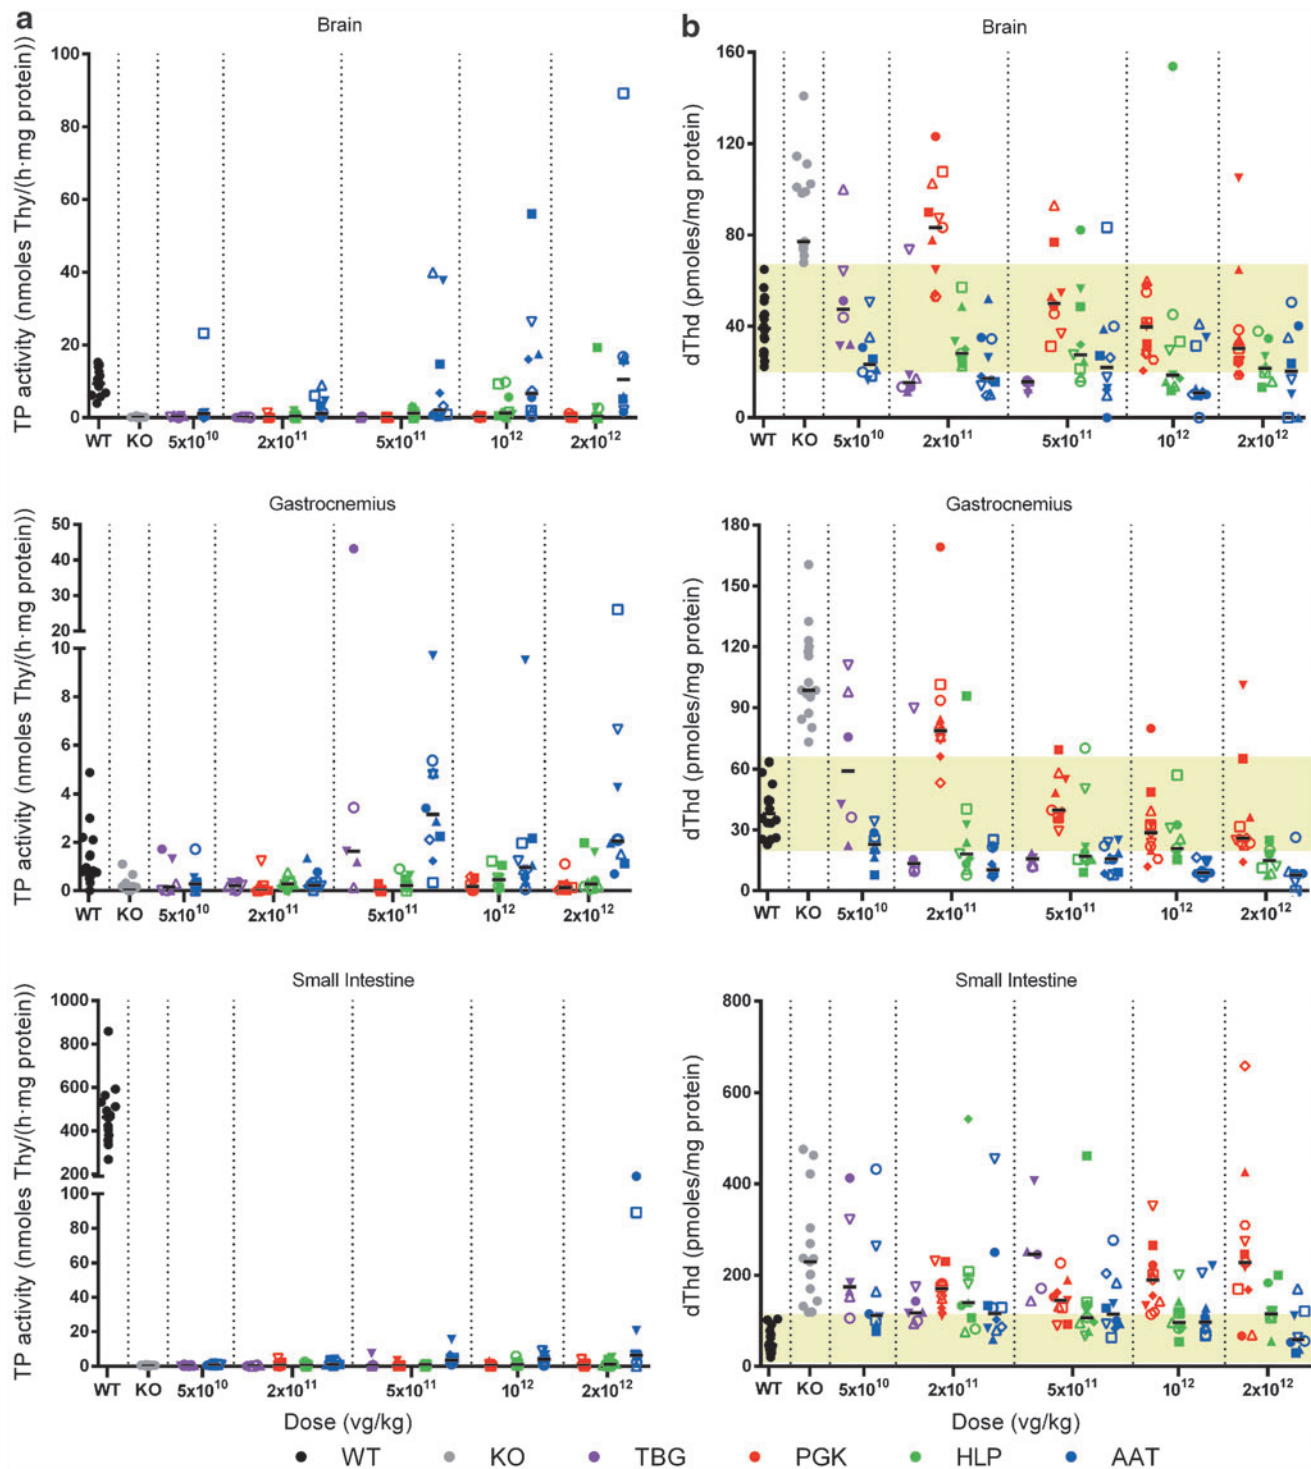 a
Brain
TP activity (nmoles Thy/(h·mg protein))
100
80
60
40
20
0
WT KO 5x10¹⁰ 2x10¹¹ 5x10¹¹ 10¹² 2x10¹²
b
Brain
dThd (pmoles/mg protein)
160
120
80
40
0
WT KO 5x10¹⁰ 2x10¹¹ 5x10¹¹ 10¹² 2x10¹²
Gastrocnemius
TP activity (nmoles Thy/(h·mg protein))
50
40
30
20
10
8
6
4
2
0
WT KO 5x10¹⁰ 2x10¹¹ 5x10¹¹ 10¹² 2x10¹²
Gastrocnemius
dThd (pmoles/mg protein)
180
150
120
90
60
30
0
WT KO 5x10¹⁰ 2x10¹¹ 5x10¹¹ 10¹² 2x10¹²
Small Intestine
TP activity (nmoles Thy/(h·mg protein))
1000
800
600
400
200
100
80
60
40
20
0
WT KO 5x10¹⁰ 2x10¹¹ 5x10¹¹ 10¹² 2x10¹²
Dose (vg/kg)
Small Intestine
dThd (pmoles/mg protein)
800
600
400
200
0
WT KO 5x10¹⁰ 2x10¹¹ 5x10¹¹ 10¹² 2x10¹²
Dose (vg/kg)
WT KO TBG PGK HLP AAT